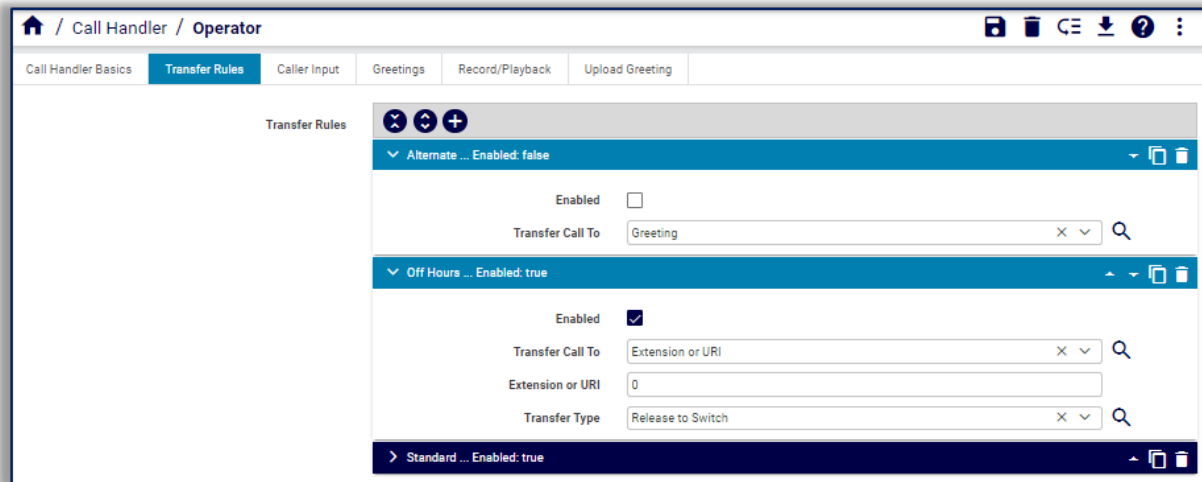 / Call Handler / Operator
Call Handler Basics Transfer Rules Caller Input Greetings Record/Playback Upload Greeting
Transfer Rules
Alternate ... Enabled: false
Enabled
Transfer Call To Greeting
Off Hours ... Enabled: true
Enabled
Transfer Call To Extension or URI
Extension or URI 0
Transfer Type Release to Switch
Standard ... Enabled: true